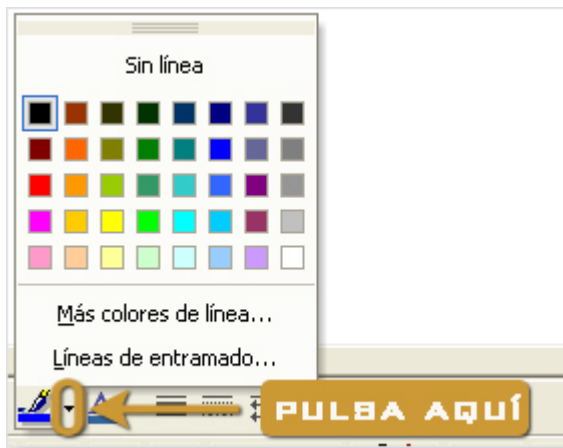 Sin línea
Más colores de línea...
Líneas de entramado...
PULSA AQUÍ